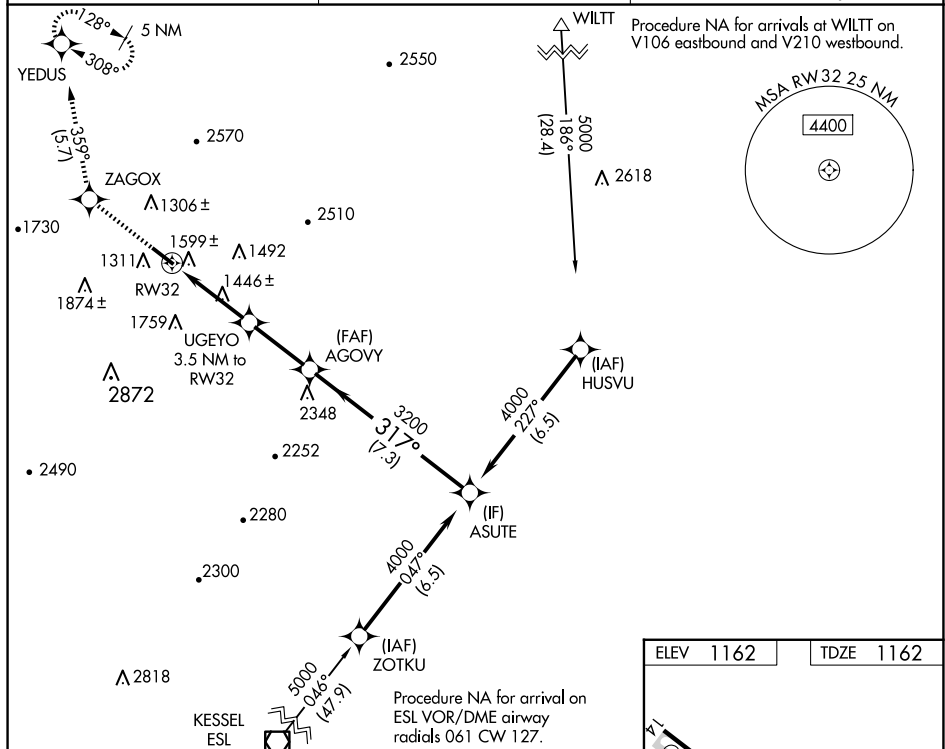 128°
5 NM
308°
YEDUS
2550
WILTT
Procedure NA for arrivals at WILTT on
V106 eastbound and V210 westbound.
MSA RW32 25 NM
4400
5000
186°
(28.4)
359°
(5.7)
2570
2618
ZAGOX
1306±
2510
1730
1599±
1492
1311
RW32
1446±
1874±
1759
UGEYO
3.5 NM to
RW32
(FAF)
AGOVY
(IAF)
HUSVU
2872
2348
3200
317°
(7.3)
4000
227°
(6.5)
2252
2490
(IF)
ASUTE
2280
4000
047°
(6.5)
2300
(IAF)
ZOTKU
ELEV 1162
TDZE 1162
2818
5000
046°
(47.9)
Procedure NA for arrival on
ESL VOR/DME airway
radials 061 CW 127.
KESSEL
ESL
14